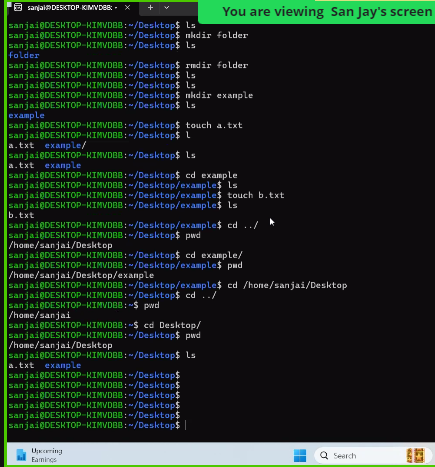 You are viewing San Jay's screen
sanjai@DESKTOP-KIMVDBB: ~
sanjai@DESKTOP-KIMVDBB:~/Desktop$ ls
sanjai@DESKTOP-KIMVDBB:~/Desktop$ mkdir folder
sanjai@DESKTOP-KIMVDBB:~/Desktop$ ls
folder
sanjai@DESKTOP-KIMVDBB:~/Desktop$ rmdir folder
sanjai@DESKTOP-KIMVDBB:~/Desktop$ ls
sanjai@DESKTOP-KIMVDBB:~/Desktop$ ls
sanjai@DESKTOP-KIMVDBB:~/Desktop$ mkdir example
sanjai@DESKTOP-KIMVDBB:~/Desktop$ ls
example
sanjai@DESKTOP-KIMVDBB:~/Desktop$ touch a.txt
sanjai@DESKTOP-KIMVDBB:~/Desktop$ l
a.txt example/
sanjai@DESKTOP-KIMVDBB:~/Desktop$ ls
a.txt example
sanjai@DESKTOP-KIMVDBB:~/Desktop$ cd example
sanjai@DESKTOP-KIMVDBB:~/Desktop/example$ ls
sanjai@DESKTOP-KIMVDBB:~/Desktop/example$ touch b.txt
sanjai@DESKTOP-KIMVDBB:~/Desktop/example$ ls
b.txt
sanjai@DESKTOP-KIMVDBB:~/Desktop/example$ cd ../
sanjai@DESKTOP-KIMVDBB:~/Desktop$ pwd
/home/sanjai/Desktop
sanjai@DESKTOP-KIMVDBB:~/Desktop$ cd example/
sanjai@DESKTOP-KIMVDBB:~/Desktop/example$ pwd
/home/sanjai/Desktop/example
sanjai@DESKTOP-KIMVDBB:~/Desktop/example$ cd /home/sanjai/Desktop
sanjai@DESKTOP-KIMVDBB:~/Desktop$ cd ../
sanjai@DESKTOP-KIMVDBB:~$ pwd
/home/sanjai
sanjai@DESKTOP-KIMVDBB:~$ cd Desktop/
sanjai@DESKTOP-KIMVDBB:~/Desktop$ pwd
/home/sanjai/Desktop
sanjai@DESKTOP-KIMVDBB:~/Desktop$ ls
a.txt example
sanjai@DESKTOP-KIMVDBB:~/Desktop$
sanjai@DESKTOP-KIMVDBB:~/Desktop$
sanjai@DESKTOP-KIMVDBB:~/Desktop$
sanjai@DESKTOP-KIMVDBB:~/Desktop$
sanjai@DESKTOP-KIMVDBB:~/Desktop$
sanjai@DESKTOP-KIMVDBB:~/Desktop$
Upcoming
Earnings
Search